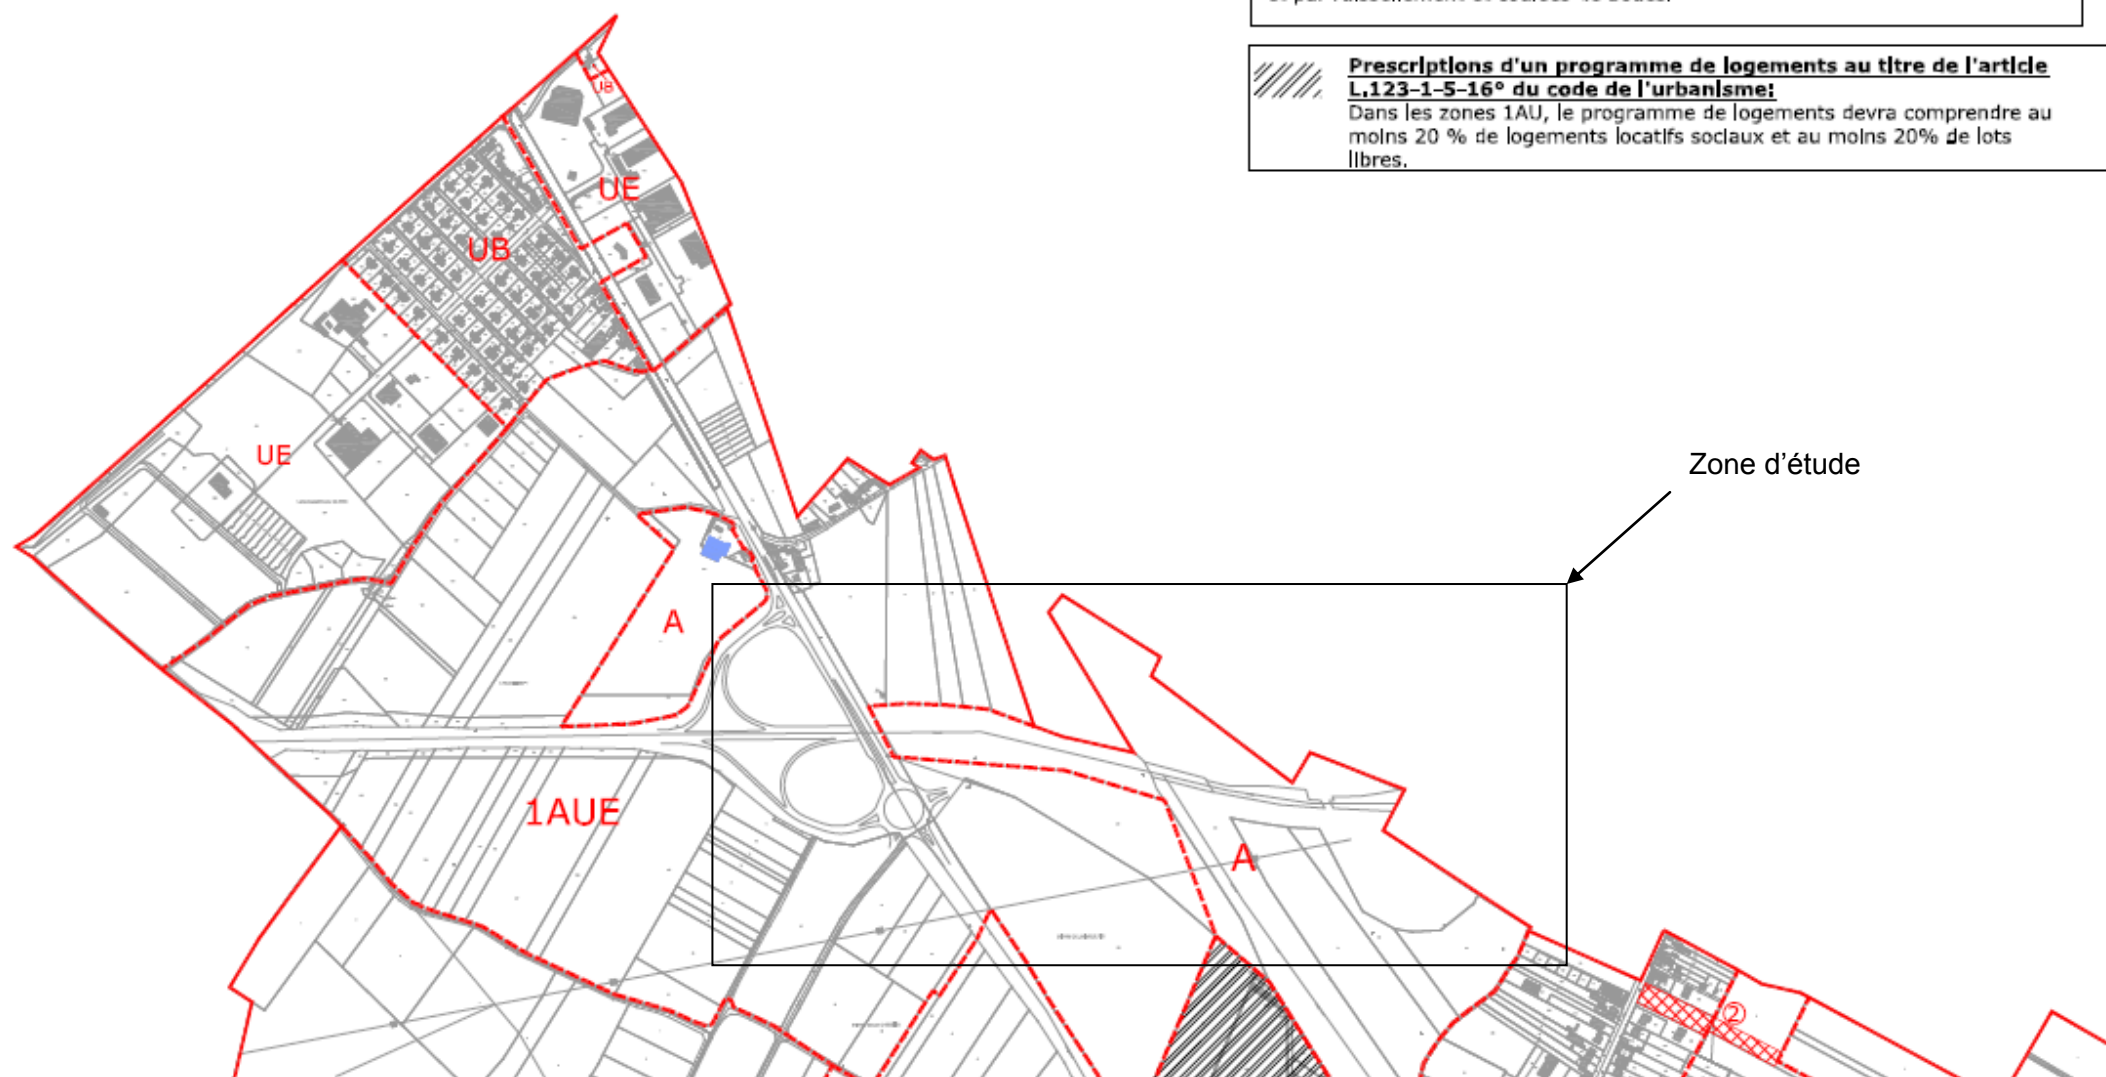 Prescriptions d'un programme de logements au titre de l'article
L.123-1-5-16° du code de l'urbanisme:
Dans les zones 1AU, le programme de logements devra comprendre au
moins 20 % de logements locatifs sociaux et au moins 20% de lots
libres.
UB
UE
UB
UE
Zone d'étude
A
1AUE
A
②